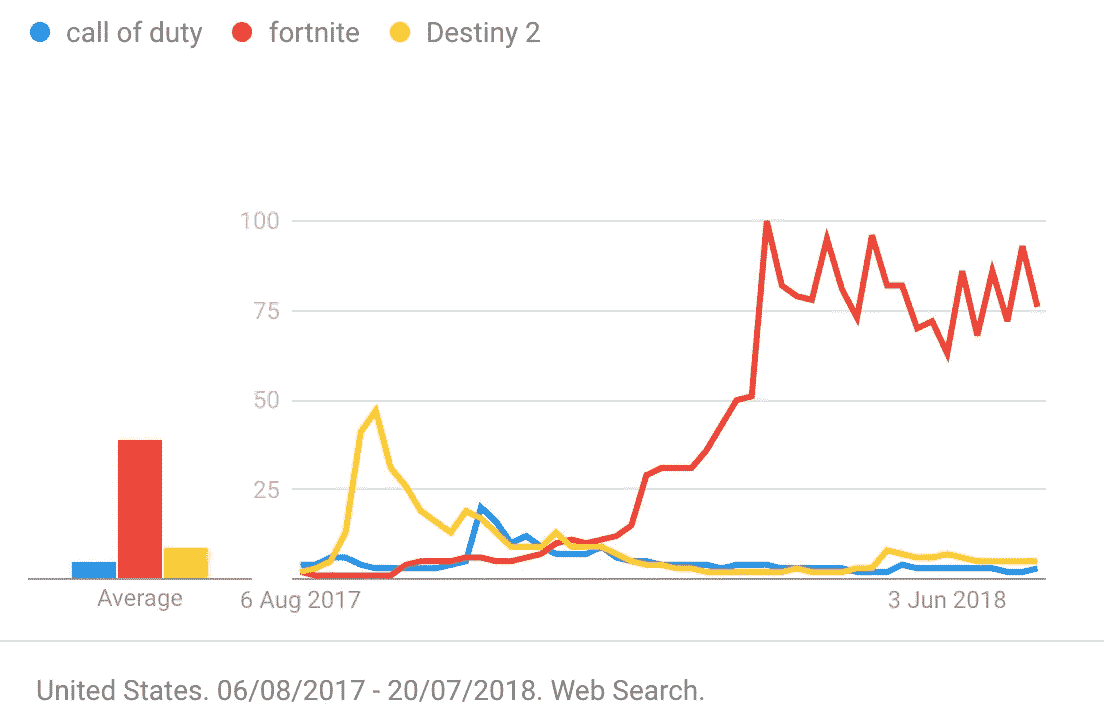 call of duty fortnite Destiny 2
100
75
50
25
Average 6 Aug 2017 3 Jun 2018
United States. 06/08/2017 - 20/07/2018. Web Search.